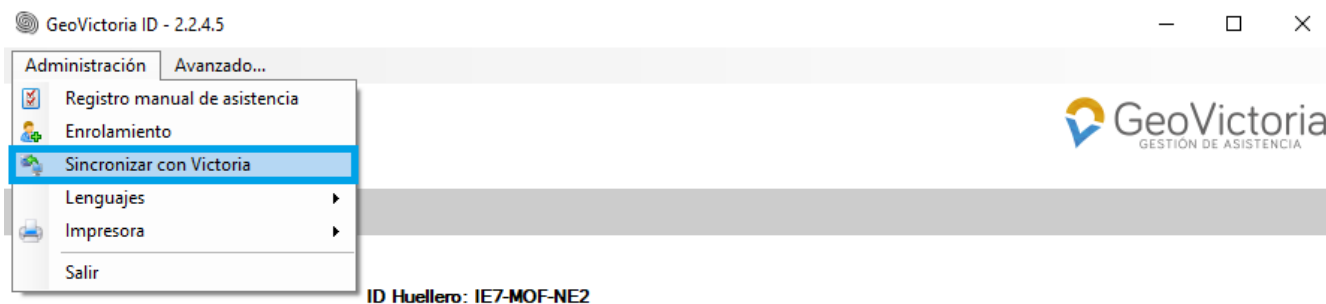 GeoVictoria ID - 2.2.4.5
Administración Avanzado...
Registro manual de asistencia
Enrolamiento
Sincronizar con Victoria
Lenguajes
Impresora
Salir
GeoVictoria
GESTIÓN DE ASISTENCIA
ID Huellero: IE7-MOF-NE2